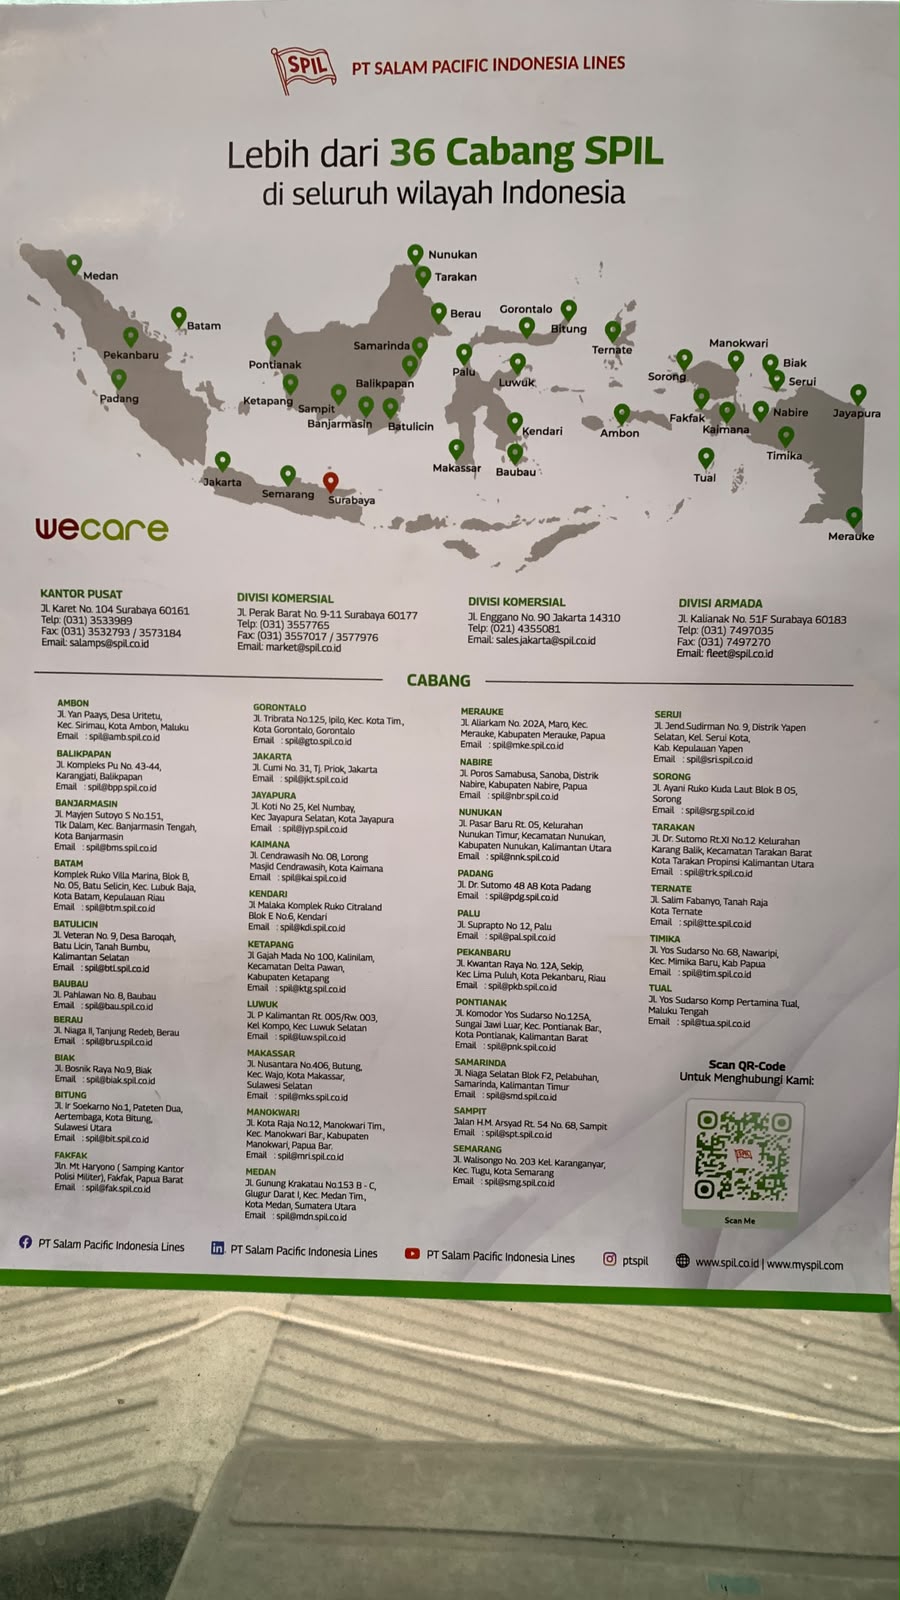 SPIL
PT SALAM PACIFIC INDONESIA LINES
Lebih dari 36 Cabang SPIL
di seluruh wilayah Indonesia
Nunukan
Medan
Tarakan
Gorontalo
Berau
Batam
Bitung
Manokwari
Samarinda
Ternate
Pekanbaru
Biak
Pontianak
Palu
Sorong
Balikpapan
Luwuk
Serui
Padang
Ketapang
Sampit
Nabire
Jayapura
Fakfak
Banjarmasin
Batulicin
Kendari
Ambon
Kaimana
Timika
Makassar
Baubau
Tual
Jakarta
Semarang
Surabaya
Merauke
wecare
KANTOR PUSAT
Jl. Karet No. 104 Surabaya 60161
Telp: (031) 3533989
Fax: (031) 3532793 / 3573184
Email: salamps@spil.co.id
DIVISI KOMERSIAL
Jl. Perak Barat No. 9-11 Surabaya 60177
Telp: (031) 3557765
Fax: (031) 3557017 / 3577976
Email: market@spil.co.id
DIVISI KOMERSIAL
Jl. Enggano No. 90 Jakarta 14310
Telp: (021) 4355081
Email: sales.jakarta@spil.co.id
DIVISI ARMADA
Jl. Kalianak No. 51F Surabaya 60183
Telp: (031) 7497035
Fax: (031) 7497270
Email: fleet@spil.co.id
CABANG
AMBON
Jl. Yan Paays, Desa Uritetu,
Kec. Sirimau, Kota Ambon, Maluku
Email : spil@amb.spil.co.id
BALIKPAPAN
Jl. Kompleks Pu No. 43-44,
Karangjati, Balikpapan
Email : spil@bpp.spil.co.id
BANJARMASIN
Jl. Mayjen Sutoyo S No.151,
Tlk Dalam, Kec. Banjarmasin Tengah,
Kota Banjarmasin
Email : spil@bms.spil.co.id
BATAM
Komplek Ruko Villa Marina, Blok B,
No. 05, Batu Selicin, Kec. Lubuk Baja,
Kota Batam, Kepulauan Riau
Email : spil@btm.spil.co.id
BATULICIN
Jl. Veteran No. 9, Desa Baroqah,
Batu Licin, Tanah Bumbu,
Kalimantan Selatan
Email : spil@btl.spil.co.id
BAUBAU
Jl. Pahlawan No. 8, Baubau
Email : spil@bau.spil.co.id
BERAU
Jl. Niaga II, Tanjung Redeb, Berau
Email : spil@bru.spil.co.id
BIAK
Jl. Bosnik Raya No.9, Biak
Email : spil@biak.spil.co.id
BITUNG
Jl. Ir Soekarno No.1, Pateten Dua,
Aertembaga, Kota Bitung,
Sulawesi Utara
Email : spil@bit.spil.co.id
FAKFAK
Jln. Mt Haryono ( Samping Kantor
Polisi Militer), Fakfak, Papua Barat
Email : spil@fak.spil.co.id
GORONTALO
Jl. Tribrata No.125, Ipilo, Kec. Kota Tim.,
Kota Gorontalo, Gorontalo
Email : spil@gto.spil.co.id
JAKARTA
Jl. Cumi No. 31, Tj. Priok, Jakarta
Email : spil@jkt.spil.co.id
JAYAPURA
Jl. Koti No 25, Kel Numbay,
Kec Jayapura Selatan, Kota Jayapura
Email : spil@jyp.spil.co.id
KAIMANA
Jl. Cendrawasih No. 08, Lorong
Masjid Cendrawasih, Kota Kaimana
Email : spil@kai.spil.co.id
KENDARI
Jl Malaka Komplek Ruko Citraland
Blok E No.6, Kendari
Email : spil@kdi.spil.co.id
KETAPANG
Jl Gajah Mada No 100, Kalinilam,
Kecamatan Delta Pawan,
Kabupaten Ketapang
Email : spil@ktg.spil.co.id
LUWUK
Jl. P Kalimantan Rt. 005/Rw. 003,
Kel Kompo, Kec Luwuk Selatan
Email : spil@luw.spil.co.id
MAKASSAR
Jl. Nusantara No.406, Butung,
Kec. Wajo, Kota Makassar,
Sulawesi Selatan
Email : spil@mks.spil.co.id
MANOKWARI
Jl. Kota Raja No.12, Manokwari Tim.,
Kec. Manokwari Bar., Kabupaten
Manokwari, Papua Bar.
Email : spil@mri.spil.co.id
MEDAN
Jl. Gunung Krakatau No.153 B - C,
Glugur Darat I, Kec. Medan Tim.,
Kota Medan, Sumatera Utara
Email : spil@mdn.spil.co.id
MERAUKE
Jl. Aliarkam No. 202A, Maro, Kec.
Merauke, Kabupaten Merauke, Papua
Email : spil@mke.spil.co.id
NABIRE
Jl. Poros Samabusa, Sanoba, Distrik
Nabire, Kabupaten Nabire, Papua
Email : spil@nbr.spil.co.id
NUNUKAN
Jl. Pasar Baru Rt. 05, Kelurahan
Nunukan Timur, Kecamatan Nunukan,
Kabupaten Nunukan, Kalimantan Utara
Email : spil@nnk.spil.co.id
PADANG
Jl. Dr. Sutomo 48 AB Kota Padang
Email : spil@pdg.spil.co.id
PALU
Jl. Suprapto No 12, Palu
Email : spil@pal.spil.co.id
PEKANBARU
Jl. Kwantan Raya No. 12A, Sekip,
Kec Lima Puluh, Kota Pekanbaru, Riau
Email : spil@pkb.spil.co.id
PONTIANAK
Jl. Komodor Yos Sudarso No.125A,
Sungai Jawi Luar, Kec. Pontianak Bar.,
Kota Pontianak, Kalimantan Barat
Email : spil@pnk.spil.co.id
SAMARINDA
Jl. Niaga Selatan Blok F2, Pelabuhan,
Samarinda, Kalimantan Timur
Email : spil@smd.spil.co.id
SAMPIT
Jalan H.M. Arsyad Rt. 54 No. 68, Sampit
Email : spil@spt.spil.co.id
SEMARANG
Jl. Walisongo No. 203 Kel. Karanganyar,
Kec. Tugu, Kota Semarang
Email : spil@smg.spil.co.id
SERUI
Jl. Jend.Sudirman No. 9, Distrik Yapen
Selatan, Kel. Serui Kota,
Kab. Kepulauan Yapen
Email : spil@sri.spil.co.id
SORONG
Jl. Ayani Ruko Kuda Laut Blok B 05,
Sorong
Email : spil@srg.spil.co.id
TARAKAN
Jl. Dr. Sutomo Rt.XI No.12 Kelurahan
Karang Balik, Kecamatan Tarakan Barat
Kota Tarakan Propinsi Kalimantan Utara
Email : spil@trk.spil.co.id
TERNATE
Jl. Salim Fabanyo, Tanah Raja
Kota Ternate
Email : spil@tte.spil.co.id
TIMIKA
Jl. Yos Sudarso No. 68, Nawaripi,
Kec. Mimika Baru, Kab Papua
Email : spil@tim.spil.co.id
TUAL
Jl. Yos Sudarso Komp Pertamina Tual,
Maluku Tengah
Email : spil@tua.spil.co.id
Scan QR-Code
Untuk Menghubungi Kami:
Scan Me
PT Salam Pacific Indonesia Lines
PT Salam Pacific Indonesia Lines
PT Salam Pacific Indonesia Lines
ptspil
www.spil.co.id | www.myspil.com